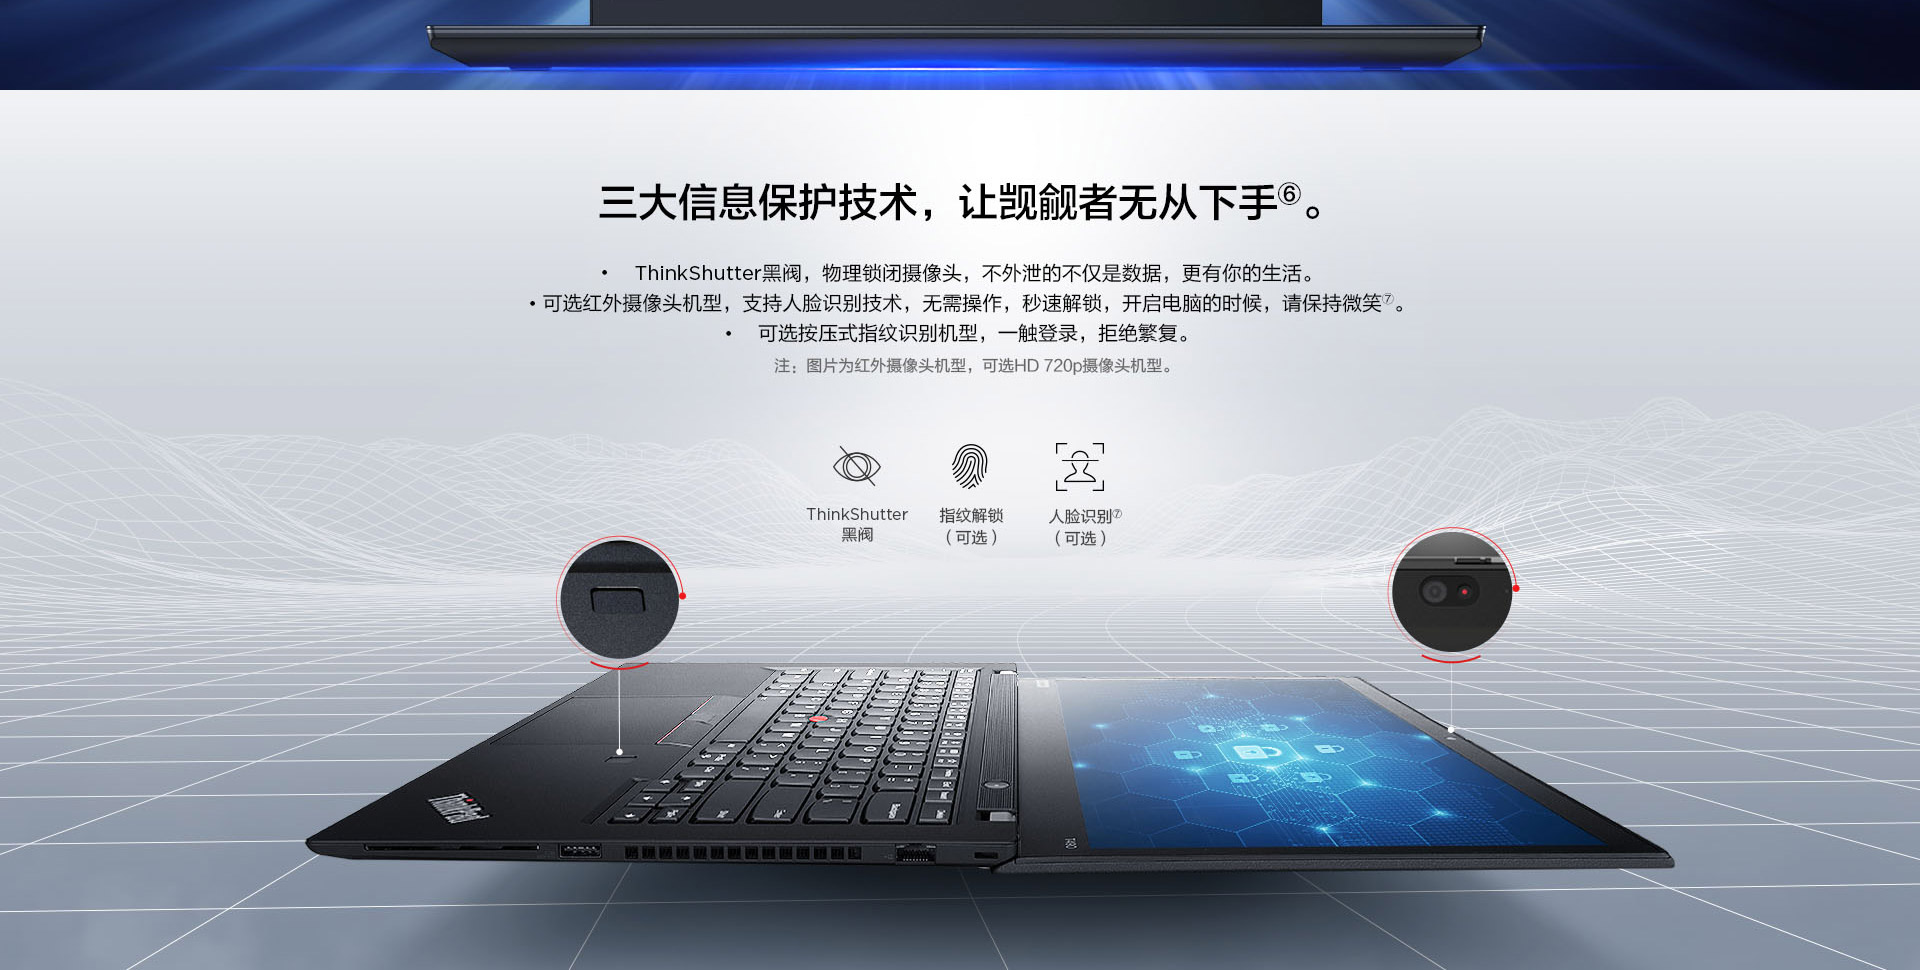 三大信息保护技术，让觊觎者无从下手⑥。
• ThinkShutter黑阀，物理锁闭摄像头，不外泄的不仅是数据，更有你的生活。
• 可选红外摄像头机型，支持人脸识别技术，无需操作，秒速解锁，开启电脑的时候，请保持微笑⑦。
• 可选按压式指纹识别机型，一触登录，拒绝繁复。
注：图片为红外摄像头机型，可选HD 720p摄像头机型。
ThinkShutter
黑阀
指纹解锁
（可选）
人脸识别⑦
（可选）
ThinkPad